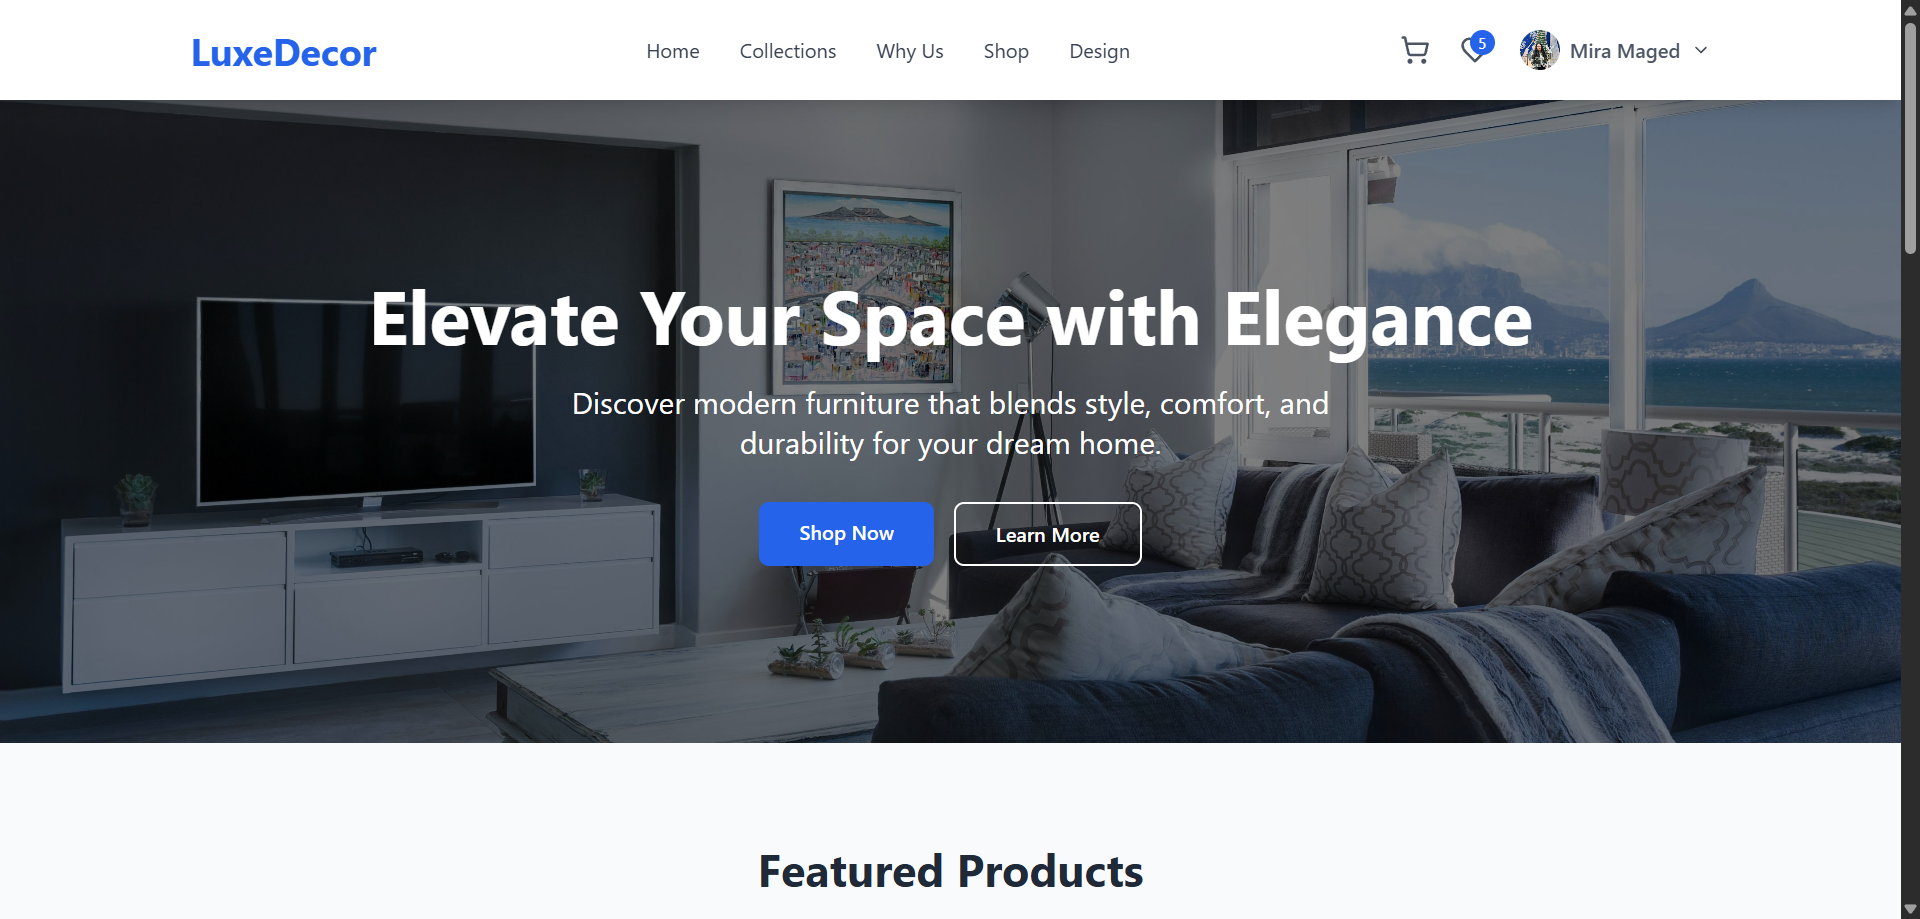 LuxeDecor
Home
Collections
Why Us
Shop
Design
5
Mira Maged
Elevate Your Space with Elegance
Discover modern furniture that blends style, comfort, and
durability for your dream home.
Shop Now
Learn More
Featured Products